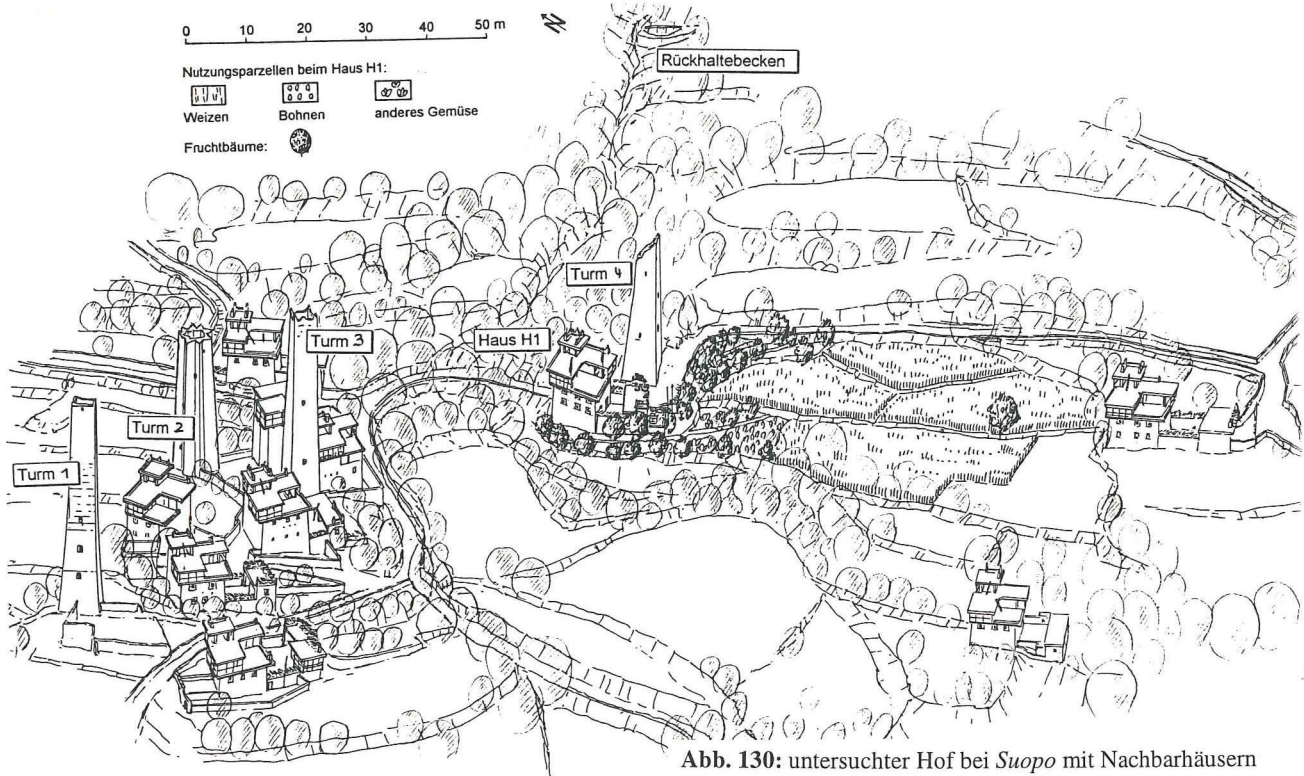 0 10 20 30 40 50 m
N
Rückhaltebecken
Nutzungsparzellen beim Haus H1:
Weizen Bohnen anderes Gemüse
Fruchtbäume:
Turm 4
Turm 3
Haus H1
Turm 2
Turm 1
Abb. 130: untersuchter Hof bei Suopo mit Nachbarhäusern